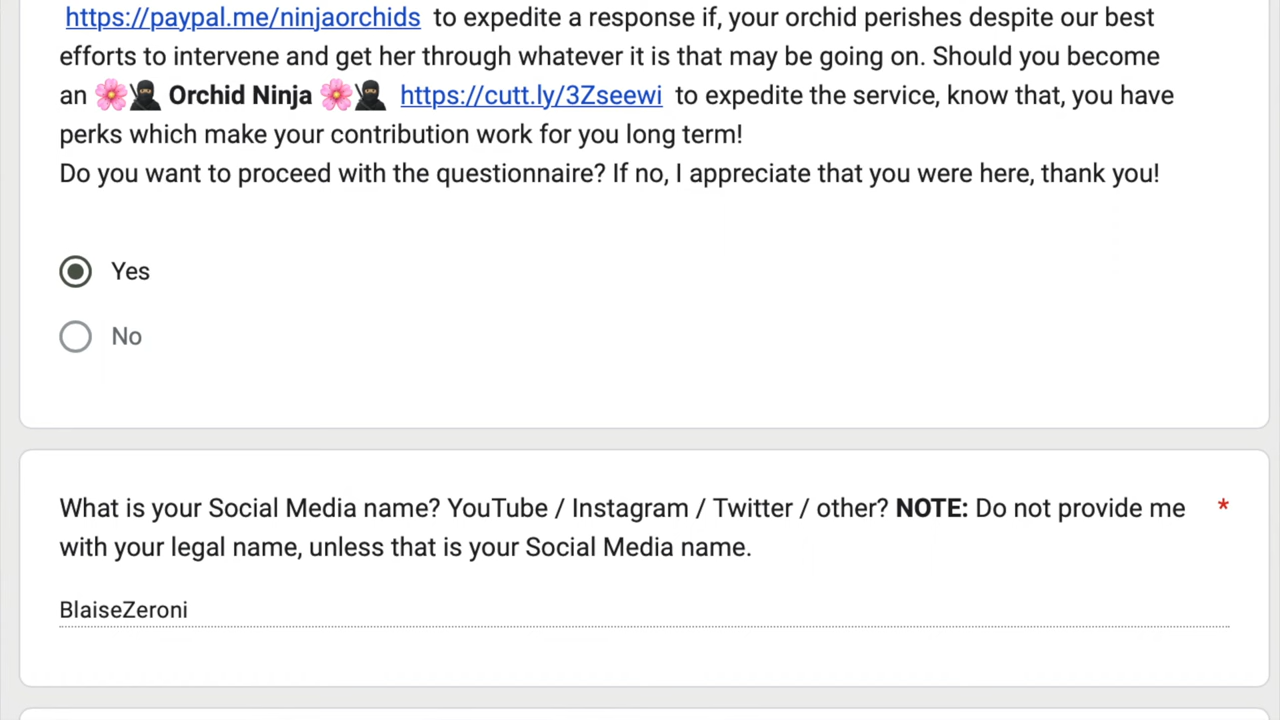 https://paypal.me/ninjaorchids to expedite a response if, your orchid perishes despite our best
efforts to intervene and get her through whatever it is that may be going on. Should you become
an 🌸🥷 Orchid Ninja 🌸🥷 https://cutt.ly/3Zseewi to expedite the service, know that, you have
perks which make your contribution work for you long term!
Do you want to proceed with the questionnaire? If no, I appreciate that you were here, thank you!
Yes
No
What is your Social Media name? YouTube / Instagram / Twitter / other? NOTE: Do not provide me *
with your legal name, unless that is your Social Media name.
BlaiseZeroni